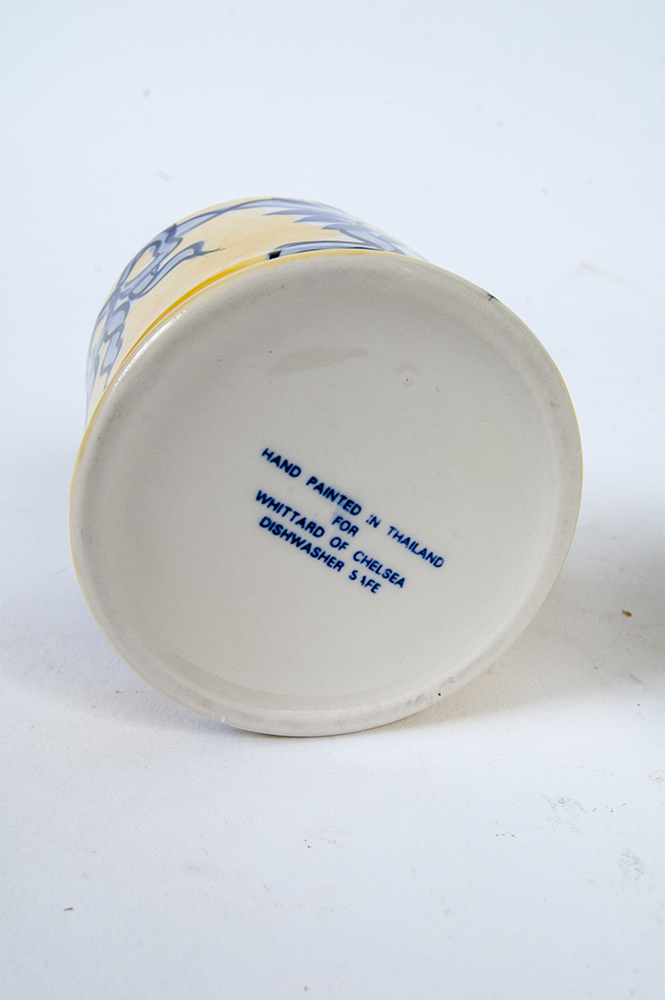 HAND PAINTED IN THAILAND
FOR
WHITTARD OF CHELSEA
DISHWASHER SAFE